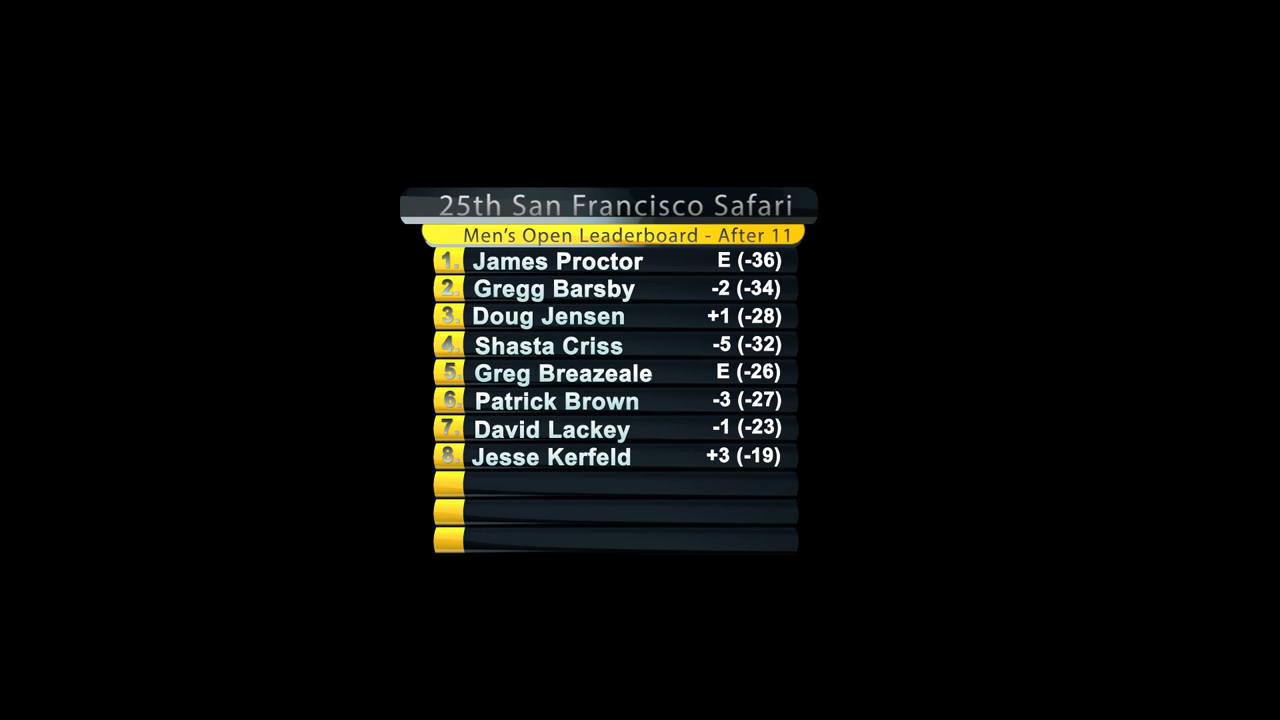 25th San Francisco Safari
Men's Open Leaderboard - After 11
1. James Proctor E (-36)
2. Gregg Barsby -2 (-34)
3. Doug Jensen +1 (-28)
4. Shasta Criss -5 (-32)
5. Greg Breazeale E (-26)
6. Patrick Brown -3 (-27)
7. David Lackey -1 (-23)
8. Jesse Kerfeld +3 (-19)